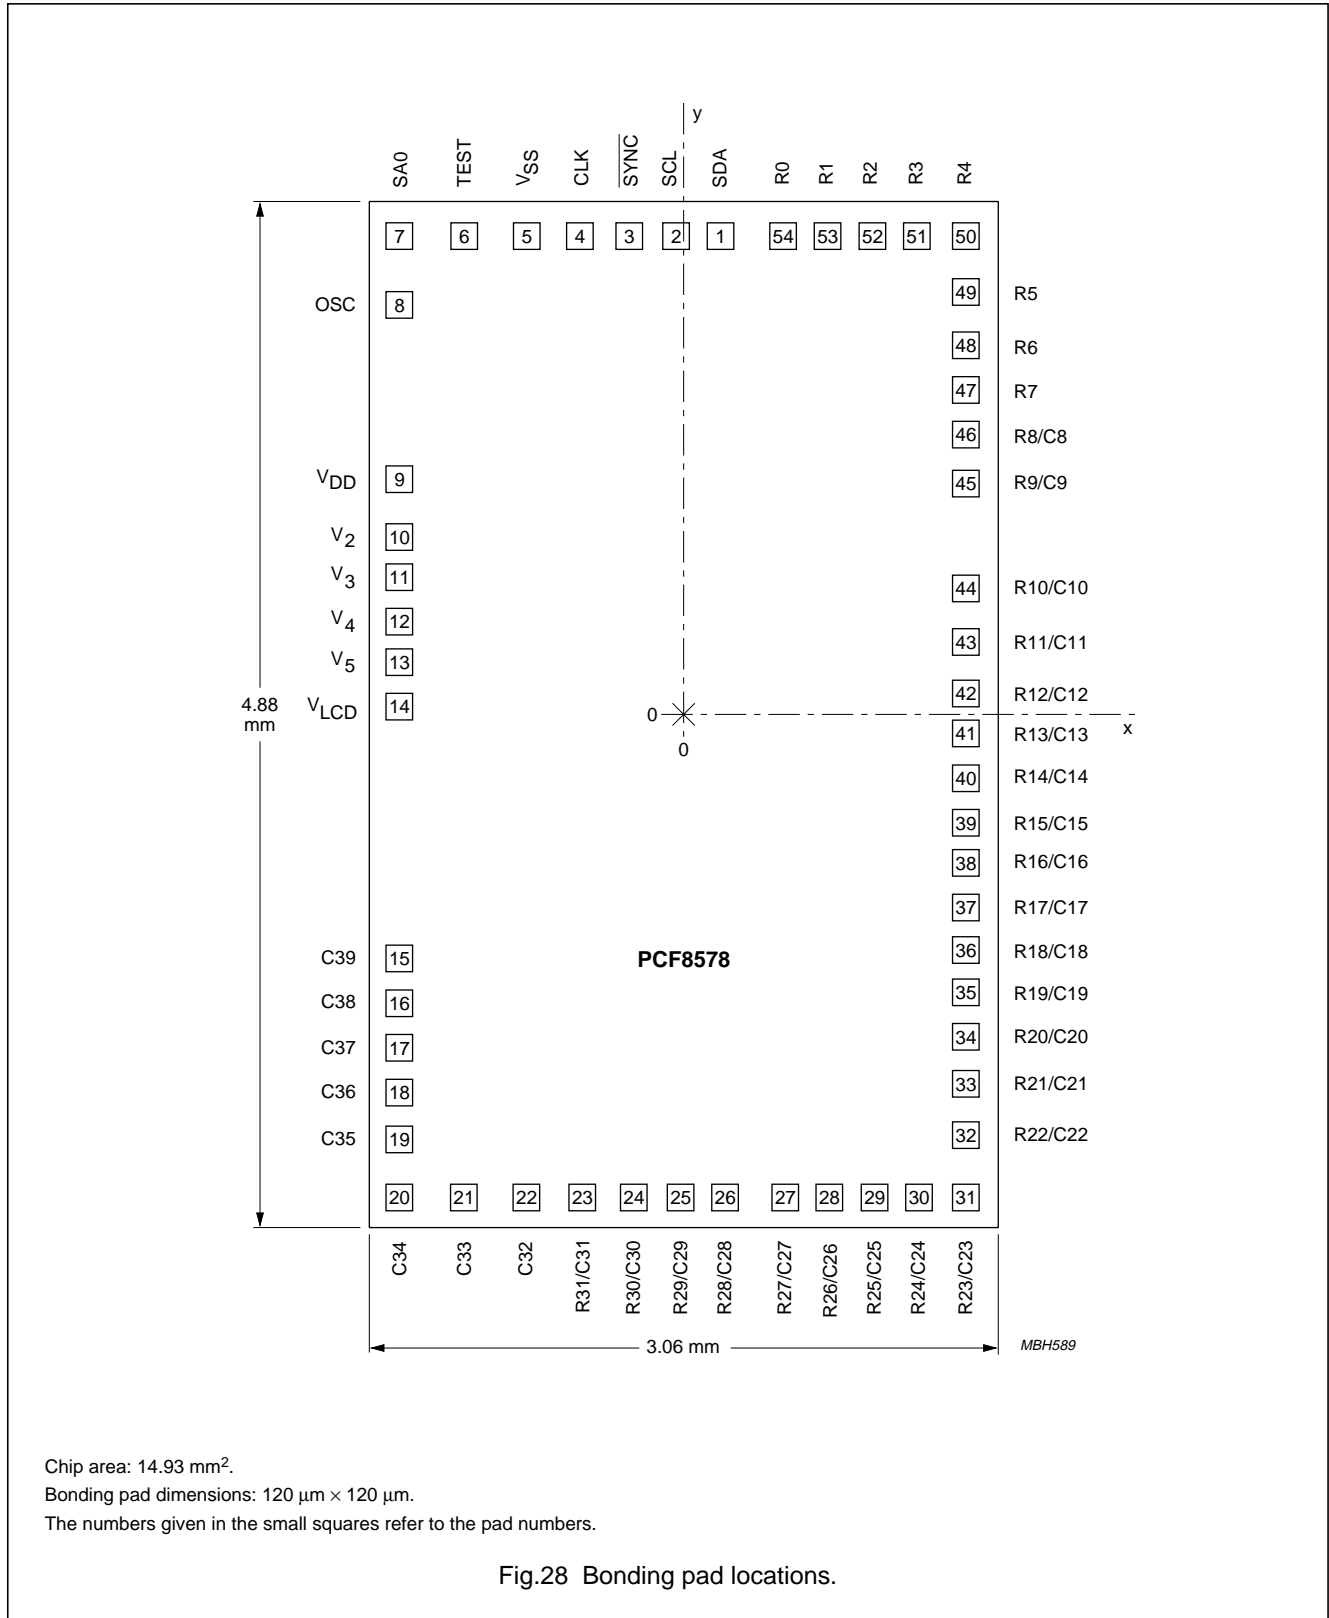 y
SA0 TEST VSS CLK SYNC SCL SDA R0 R1 R2 R3 R4
7 6 5 4 3 2 1 54 53 52 51 50
49 R5
OSC 8
48 R6
47 R7
46 R8/C8
VDD 9 45 R9/C9
V2 10
V3 11
44 R10/C10
V4 12
43 R11/C11
V5 13
42 R12/C12
4.88
mm
VLCD 14
0
x
41 R13/C13
0
40 R14/C14
39 R15/C15
38 R16/C16
37 R17/C17
36 R18/C18
C39 15 PCF8578
35 R19/C19
C38 16
34 R20/C20
C37 17
33 R21/C21
C36 18
32 R22/C22
C35 19
20 21 22 23 24 25 26 27 28 29 30 31
C34 C33 C32 R31/C31 R30/C30 R29/C29 R28/C28 R27/C27 R26/C26 R25/C25 R24/C24 R23/C23
3.06 mm
MBH589
Chip area: 14.93 mm2.
Bonding pad dimensions: 120 μm × 120 μm.
The numbers given in the small squares refer to the pad numbers.
Fig.28 Bonding pad locations.